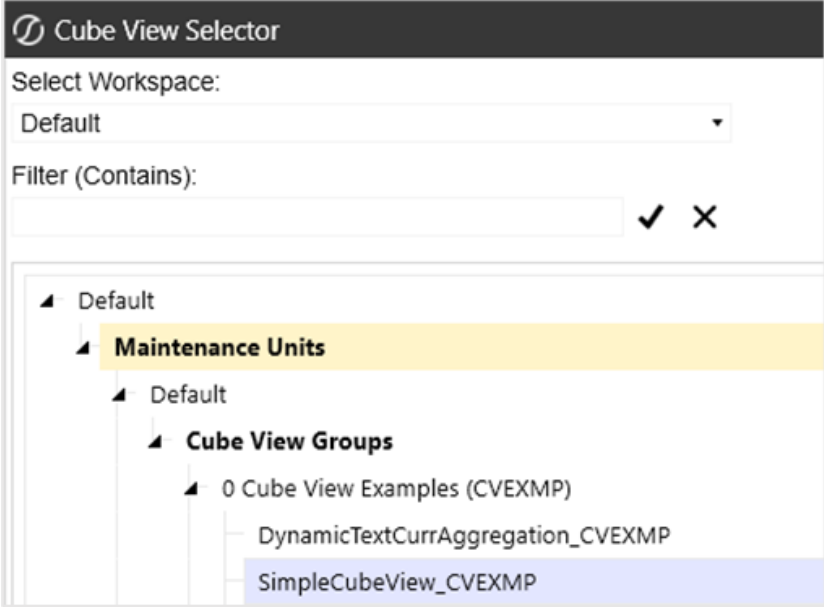 Cube View Selector
Select Workspace:
Default
Filter (Contains):
Default
Maintenance Units
Default
Cube View Groups
0 Cube View Examples (CVEXMP)
DynamicTextCurrAggregation_CVEXMP
SimpleCubeView_CVEXMP